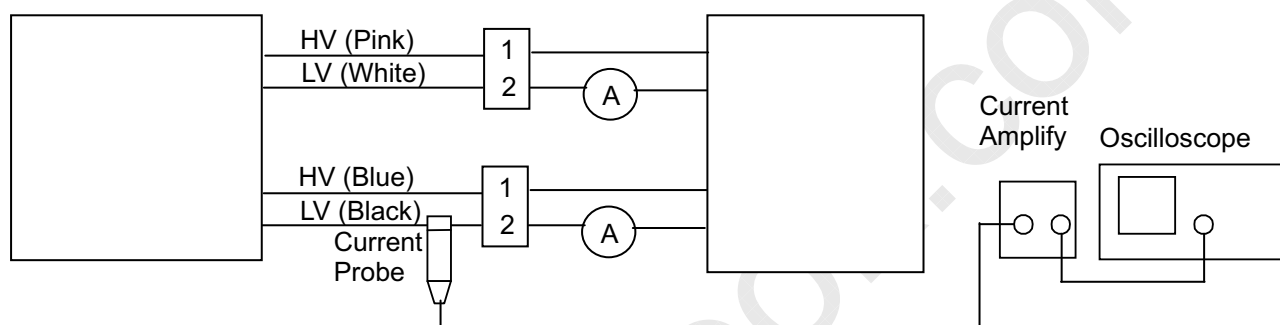 HV (Pink)
LV (White)
1
2
A
HV (Blue)
LV (Black)
1
2
A
Current
Probe
Current
Amplify
Oscilloscope